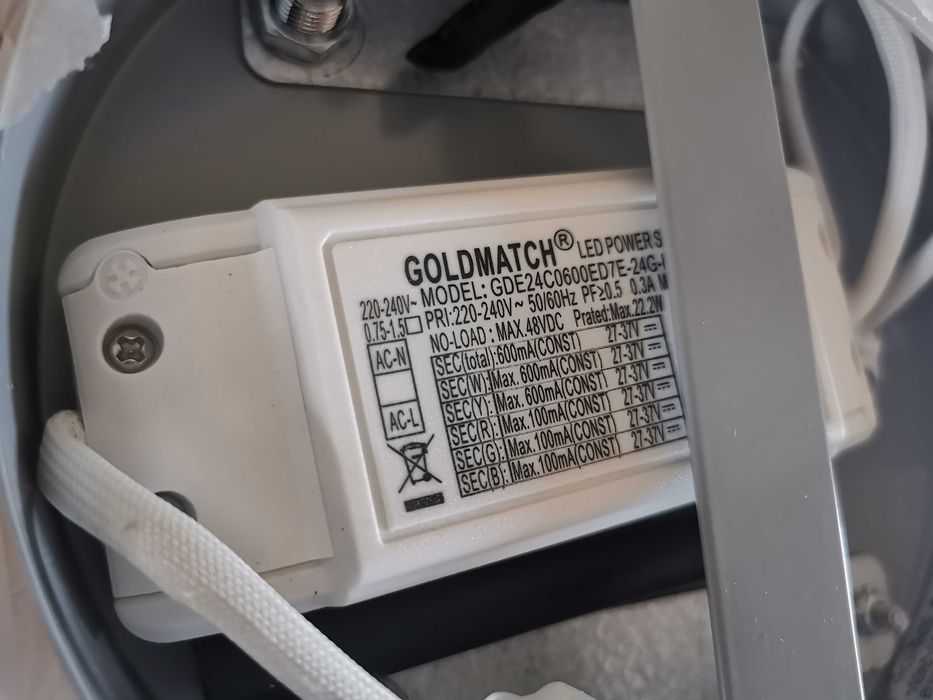 GOLDMATCH® LED POWER S
MODEL: GDE24C0600ED7E-24G-
220-240V~ PRI:220-240V~ 50/60Hz PF≥0.5 0.3A M
0.75-1.5□ NO-LOAD: MAX.48VDC Prated:Max.22.2W
AC-N
AC-L
SEC(total):600mA(CONST) 27-37V⎓
SEC(W):Max. 600mA(CONST) 27-37V⎓
SEC(Y):Max. 600mA(CONST) 27-37V⎓
SEC(R):Max.100mA(CONST) 27-37V⎓
SEC(G):Max.100mA(CONST) 27-37V⎓
SEC(B):Max.100mA(CONST) 27-37V⎓